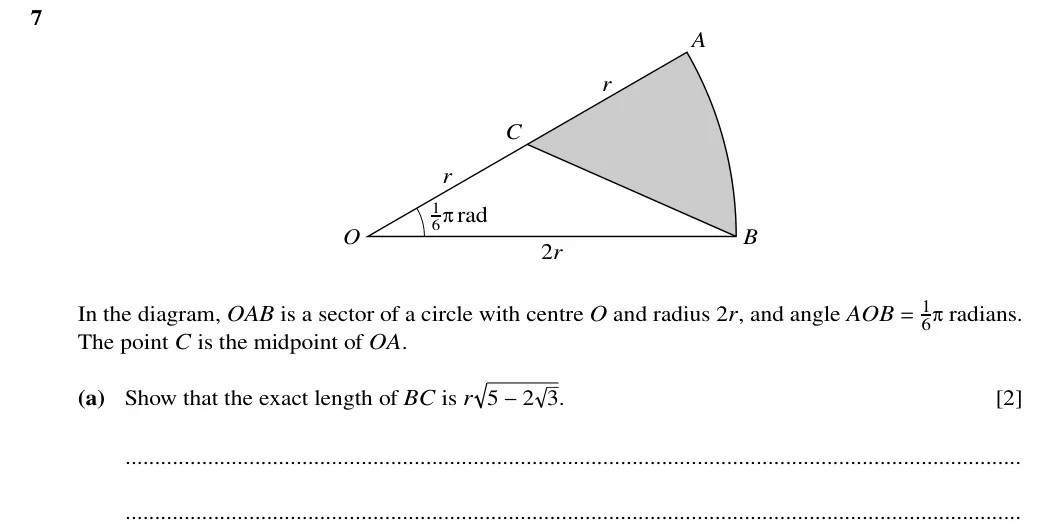 7
A
r
C
r
1/6 π rad
O
B
2r
In the diagram, OAB is a sector of a circle with centre O and radius 2r, and angle AOB = 1/6 π radians.
The point C is the midpoint of OA.
(a) Show that the exact length of BC is r√(5 – 2√3). [2]